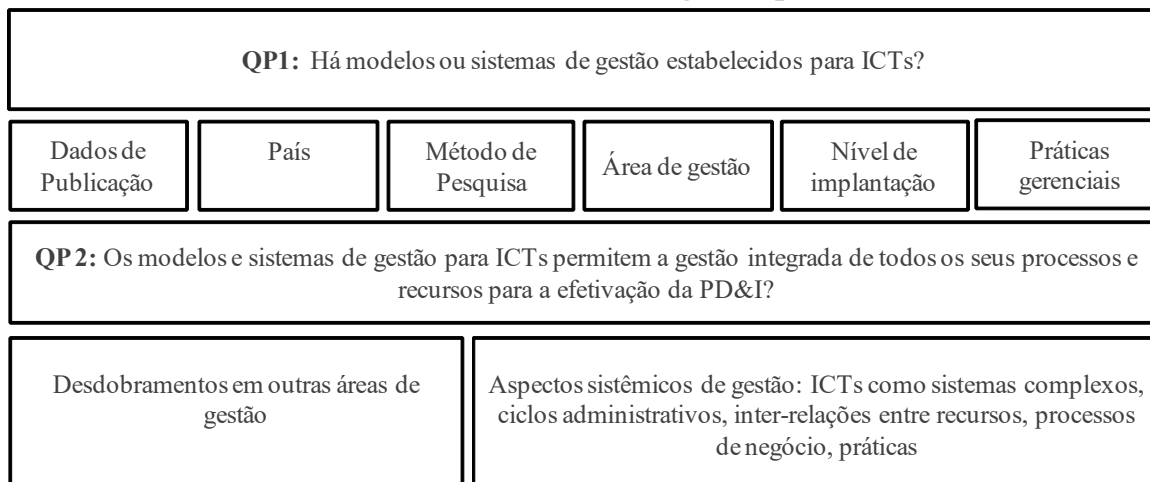 QP1: Há modelos ou sistemas de gestão estabelecidos para ICTs?
Dados de
Publicação
País
Método de
Pesquisa
Área de gestão
Nível de
implantação
Práticas
gerenciais
QP 2: Os modelos e sistemas de gestão para ICTs permitem a gestão integrada de todos os seus processos e
recursos para a efetivação da PD&I?
Desdobramentos em outras áreas de
gestão
Aspectos sistêmicos de gestão: ICTs como sistemas complexos,
ciclos administrativos, inter-relações entre recursos, processos
de negócio, práticas